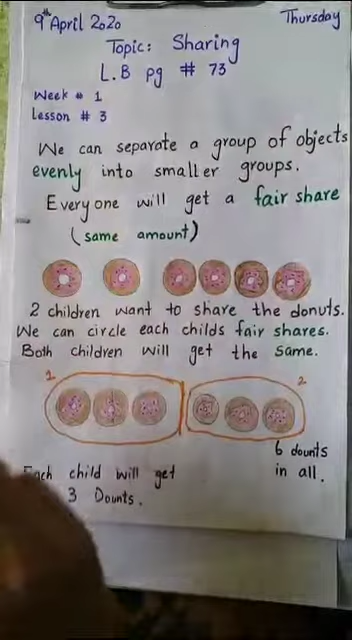 9th April 2020 Thursday
Topic: Sharing
L.B pg # 73
Week # 1
Lesson # 3
We can separate a group of objects
evenly into smaller groups.
Everyone will get a fair share
(same amount)
2 children want to share the donuts.
We can circle each childs fair shares.
Both children will get the same.
1 2
6 dounts
in all.
Each child will get
3 Dounts.